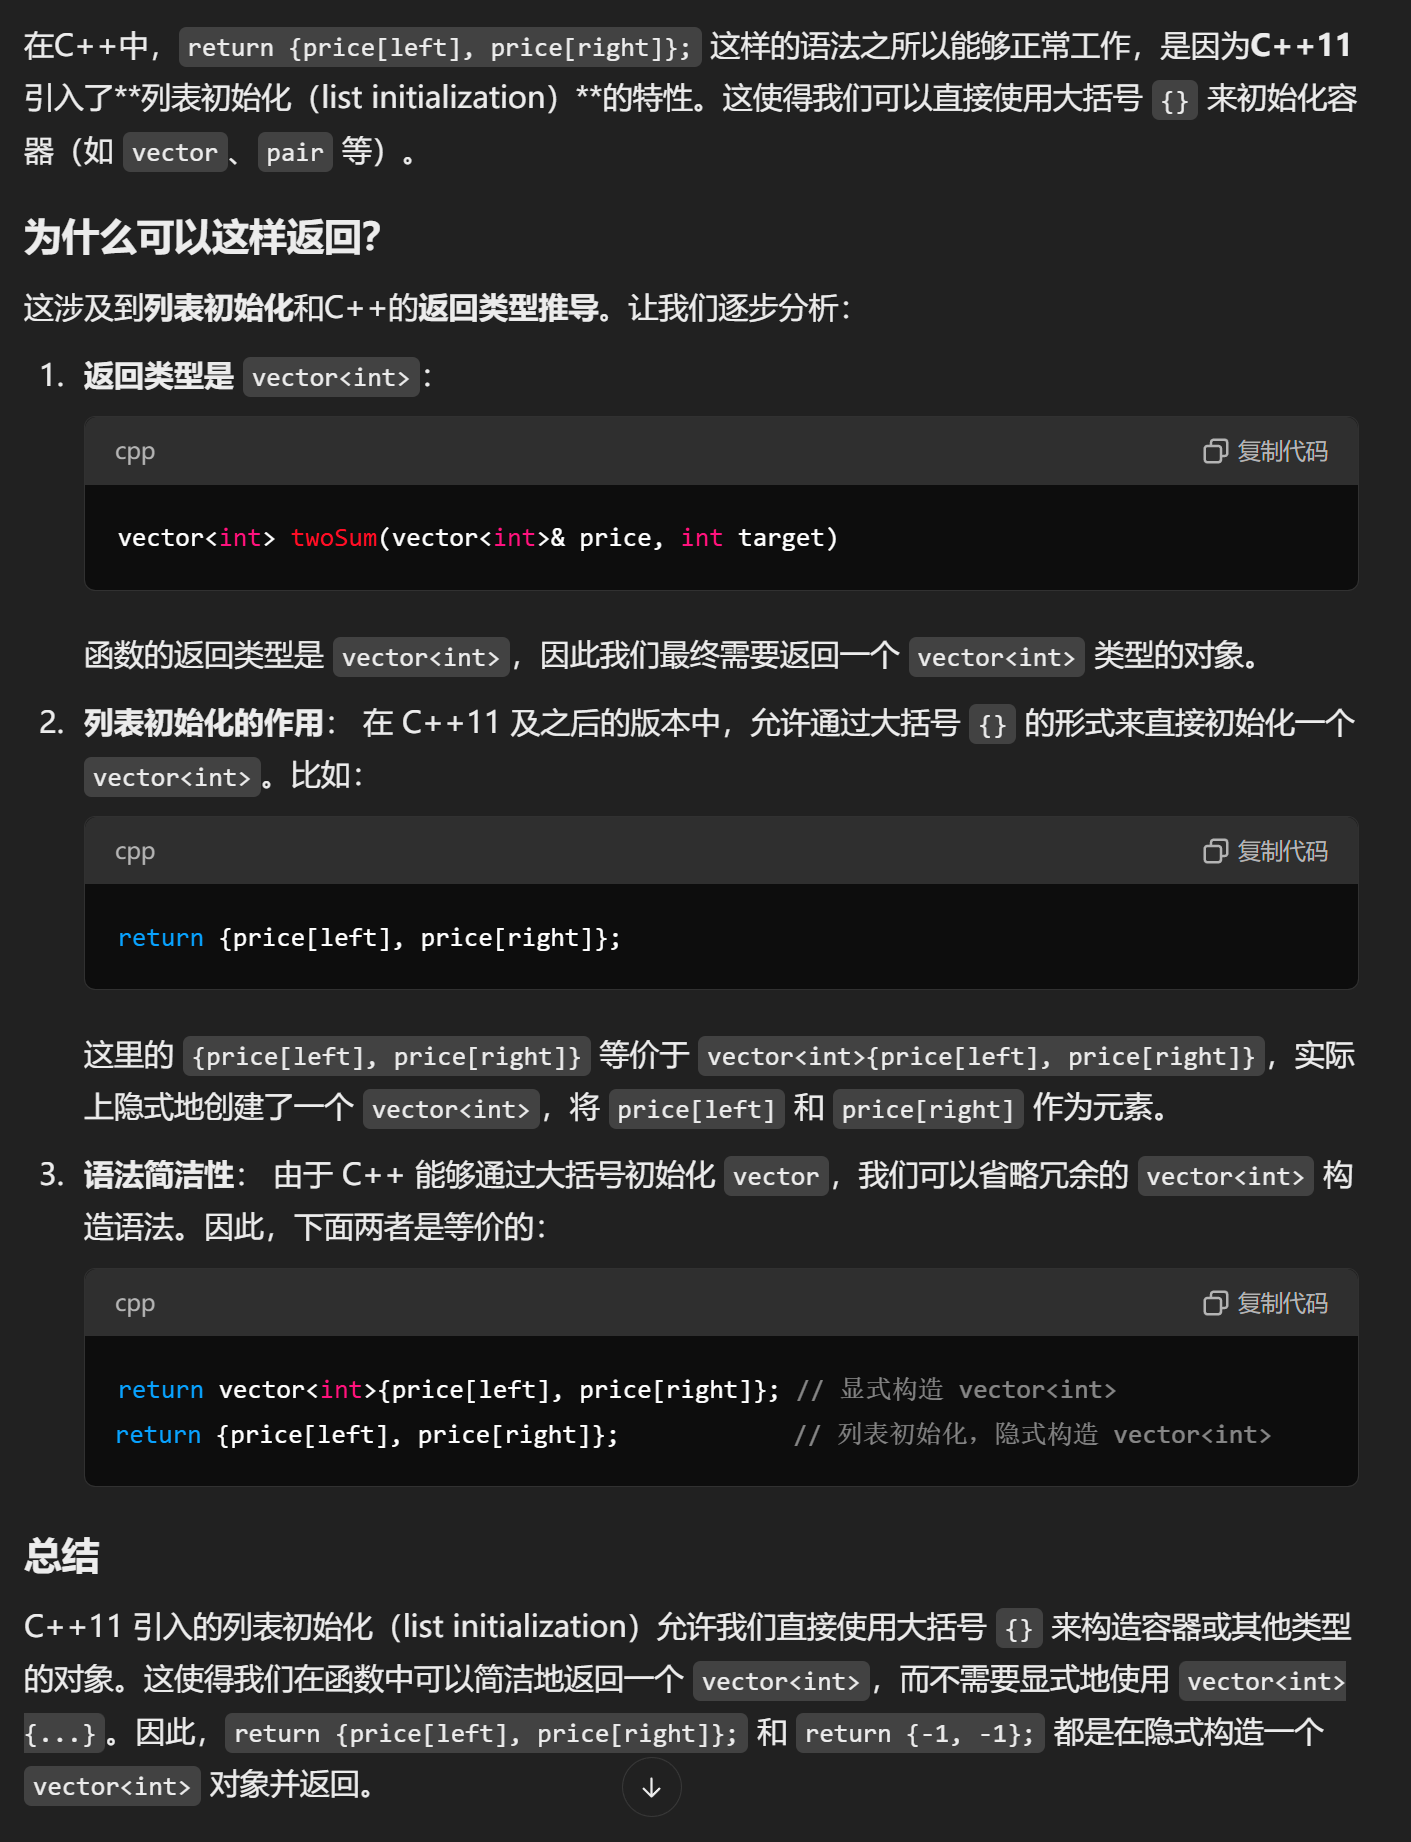 在C++中，return {price[left], price[right]}; 这样的语法之所以能够正常工作，是因为C++11
引入了**列表初始化（list initialization）**的特性。这使得我们可以直接使用大括号 {} 来初始化容
器（如 vector、pair 等）。
为什么可以这样返回？
这涉及到列表初始化和C++的返回类型推导。让我们逐步分析：
1. 返回类型是 vector<int>：
cpp 复制代码
vector<int> twoSum(vector<int>& price, int target)
函数的返回类型是 vector<int>，因此我们最终需要返回一个 vector<int> 类型的对象。
2. 列表初始化的作用： 在 C++11 及之后的版本中，允许通过大括号 {} 的形式来直接初始化一个
vector<int>。比如：
cpp 复制代码
return {price[left], price[right]};
这里的 {price[left], price[right]} 等价于 vector<int>{price[left], price[right]}，实际
上隐式地创建了一个 vector<int>，将 price[left] 和 price[right] 作为元素。
3. 语法简洁性： 由于 C++ 能够通过大括号初始化 vector，我们可以省略冗余的 vector<int> 构
造语法。因此，下面两者是等价的：
cpp 复制代码
return vector<int>{price[left], price[right]}; // 显式构造 vector<int>
return {price[left], price[right]};            // 列表初始化，隐式构造 vector<int>
总结
C++11 引入的列表初始化（list initialization）允许我们直接使用大括号 {} 来构造容器或其他类型
的对象。这使得我们在函数中可以简洁地返回一个 vector<int>，而不需要显式地使用 vector<int>
{...}。因此，return {price[left], price[right]}; 和 return {-1, -1}; 都是在隐式构造一个
vector<int> 对象并返回。